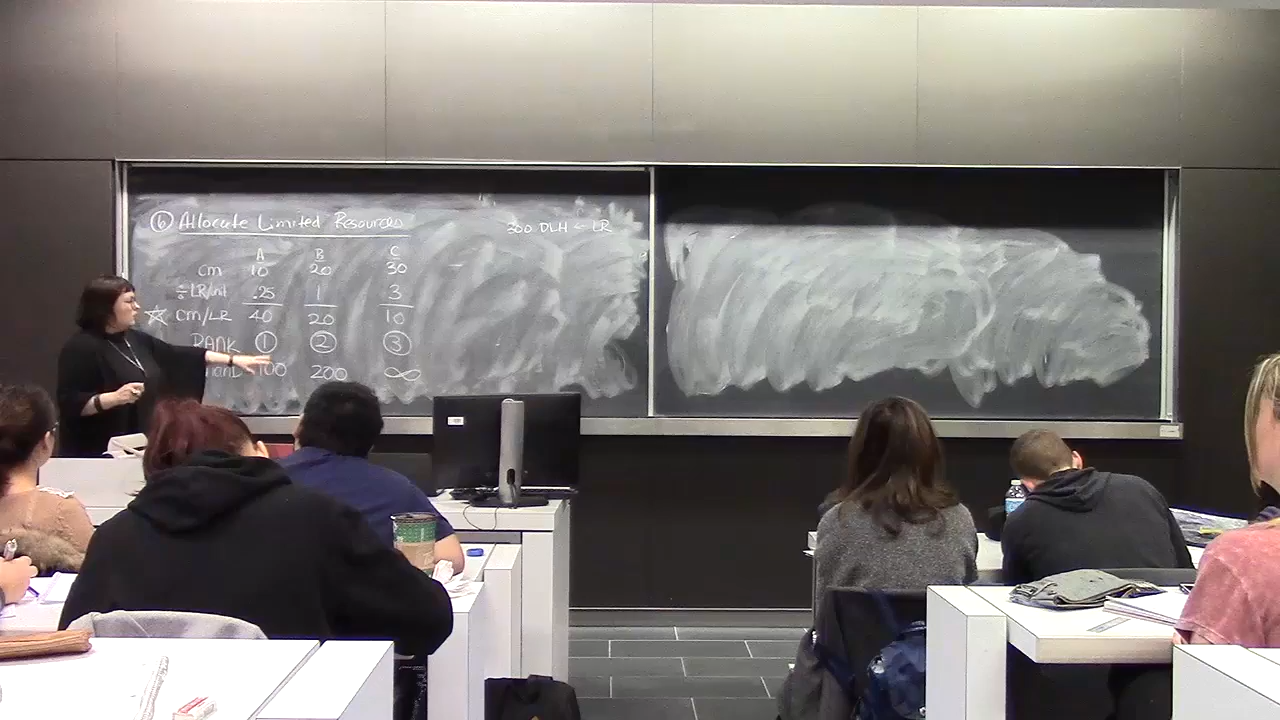 ⑥ Allocate Limited Resources 300 DLH ← LR
A B C
CM 10 20 30
÷ LR/unit .25 1 3
☆ CM/LR 40 20 10
RANK ① ② ③
100 200 ∞